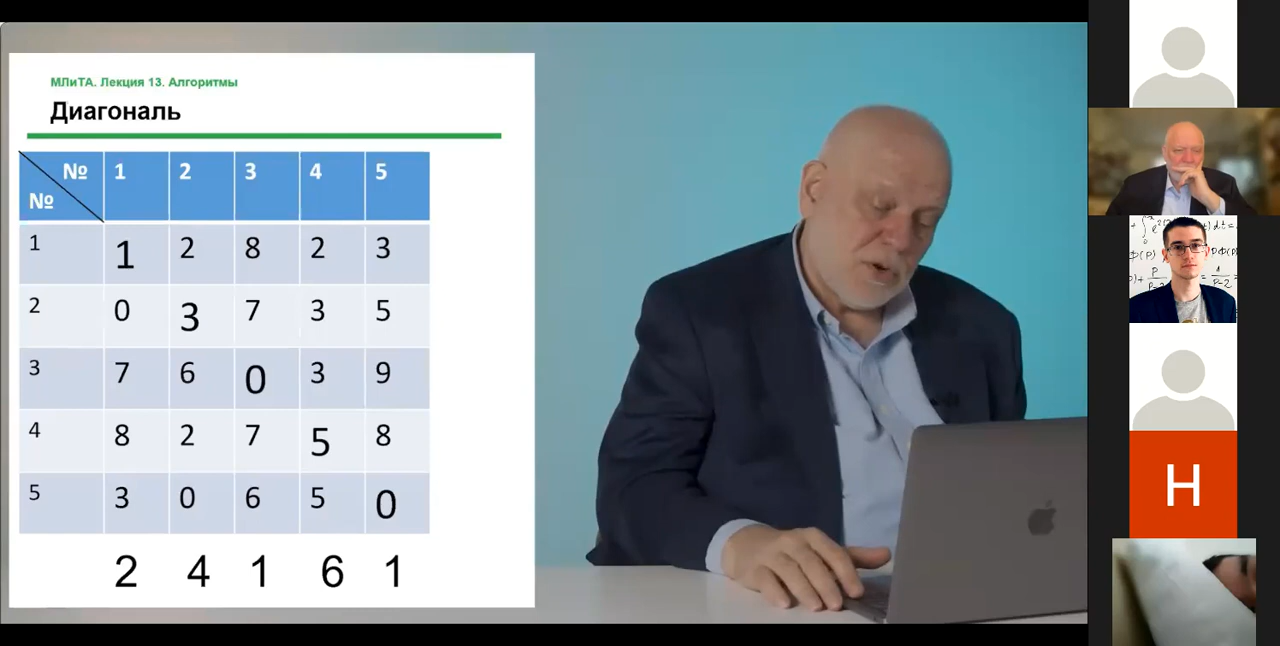 МЛиТА. Лекция 13. Алгоритмы
Диагональ
№ 1 2 3 4 5
№
1 1 2 8 2 3
2 0 3 7 3 5
3 7 6 0 3 9
4 8 2 7 5 8
5 3 0 6 5 0
2 4 1 6 1
H